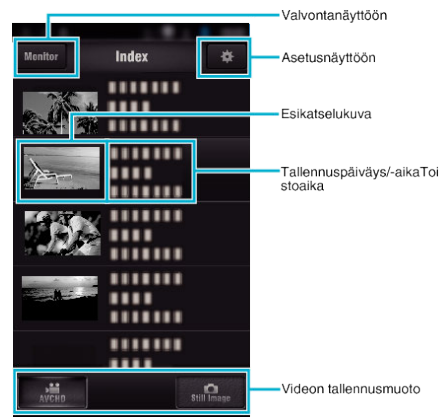 Valvontanäyttöön
Monitor
Index
Asetusnäyttöön
Esikatselukuva
Tallennuspäiväys/-aikaToi
stoaika
AVCHD
Still Image
Videon tallennusmuoto